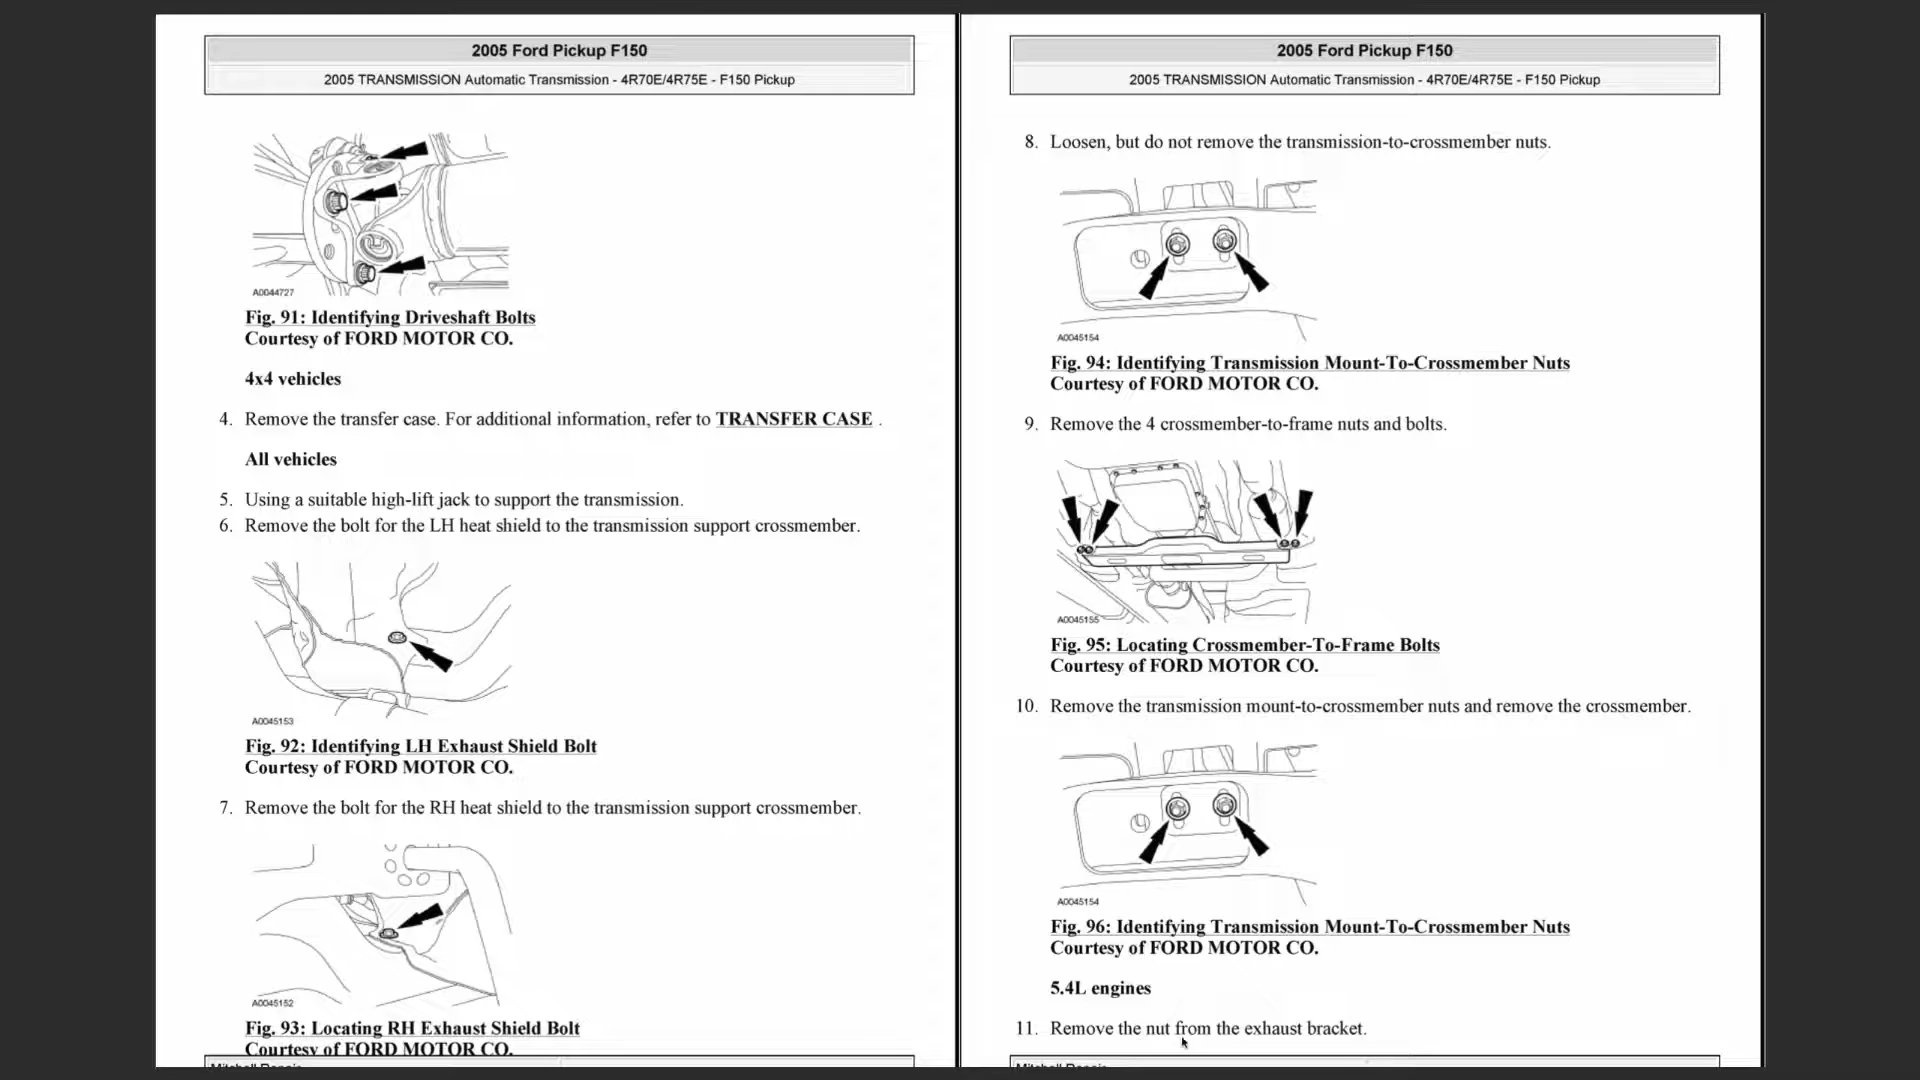 2005 Ford Pickup F150
2005 TRANSMISSION Automatic Transmission - 4R70E/4R75E - F150 Pickup
A0044727
Fig. 91: Identifying Driveshaft Bolts
Courtesy of FORD MOTOR CO.
4x4 vehicles
4. Remove the transfer case. For additional information, refer to TRANSFER CASE .
All vehicles
5. Using a suitable high-lift jack to support the transmission.
6. Remove the bolt for the LH heat shield to the transmission support crossmember.
A0045153
Fig. 92: Identifying LH Exhaust Shield Bolt
Courtesy of FORD MOTOR CO.
7. Remove the bolt for the RH heat shield to the transmission support crossmember.
A0045152
Fig. 93: Locating RH Exhaust Shield Bolt
Courtesy of FORD MOTOR CO.
Mitchell Repair
2005 Ford Pickup F150
2005 TRANSMISSION Automatic Transmission - 4R70E/4R75E - F150 Pickup
8. Loosen, but do not remove the transmission-to-crossmember nuts.
A0045154
Fig. 94: Identifying Transmission Mount-To-Crossmember Nuts
Courtesy of FORD MOTOR CO.
9. Remove the 4 crossmember-to-frame nuts and bolts.
A0045155
Fig. 95: Locating Crossmember-To-Frame Bolts
Courtesy of FORD MOTOR CO.
10. Remove the transmission mount-to-crossmember nuts and remove the crossmember.
A0045154
Fig. 96: Identifying Transmission Mount-To-Crossmember Nuts
Courtesy of FORD MOTOR CO.
5.4L engines
11. Remove the nut from the exhaust bracket.
Mitchell Repair